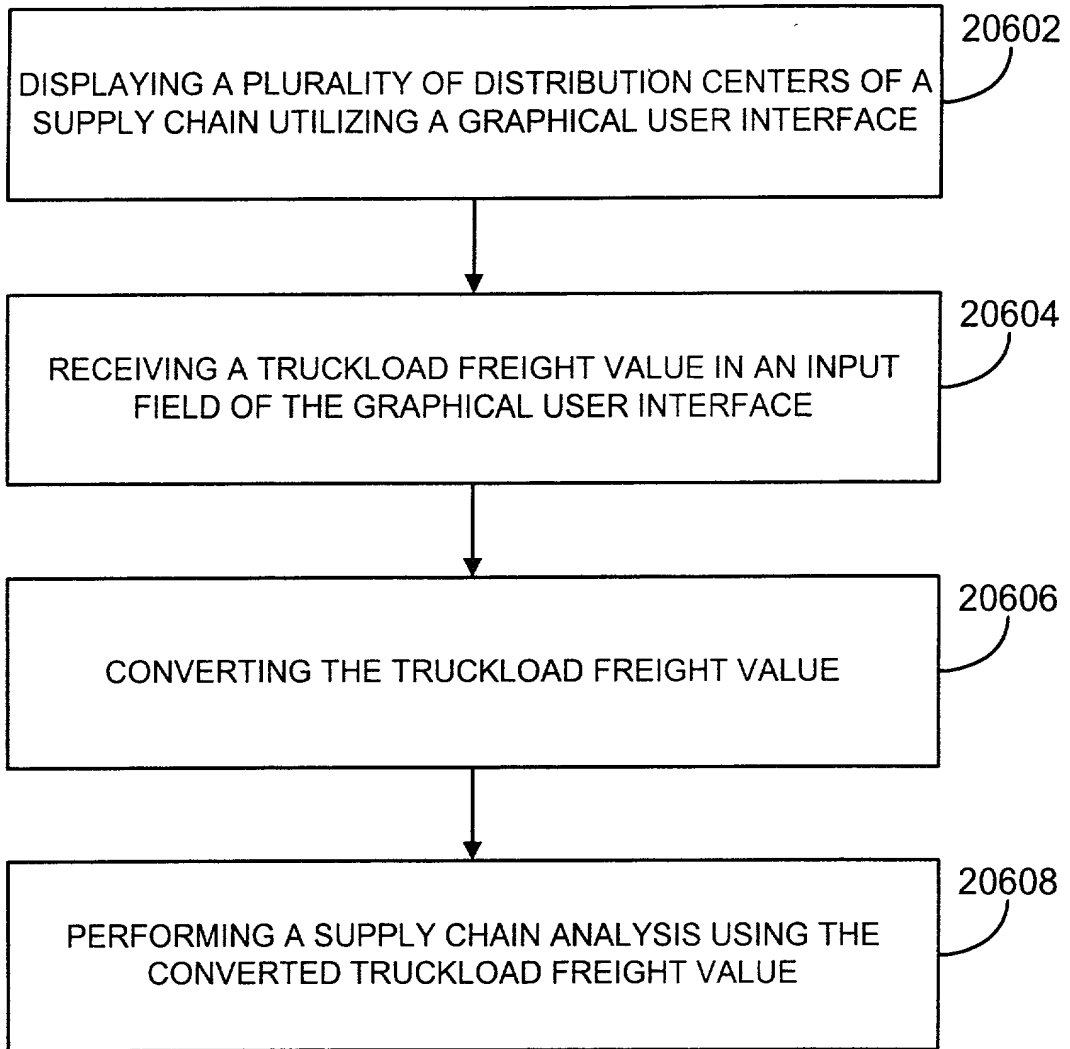 20602
DISPLAYING A PLURALITY OF DISTRIBUTION CENTERS OF A
SUPPLY CHAIN UTILIZING A GRAPHICAL USER INTERFACE
20604
RECEIVING A TRUCKLOAD FREIGHT VALUE IN AN INPUT
FIELD OF THE GRAPHICAL USER INTERFACE
20606
CONVERTING THE TRUCKLOAD FREIGHT VALUE
20608
PERFORMING A SUPPLY CHAIN ANALYSIS USING THE
CONVERTED TRUCKLOAD FREIGHT VALUE